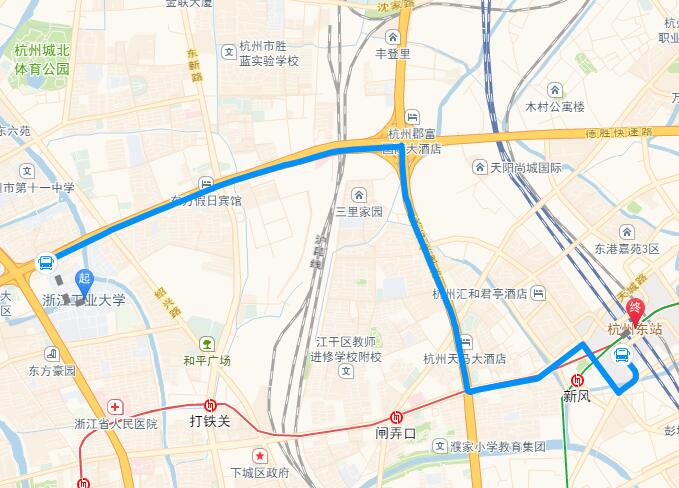 沈家路
金联大厦
杭州城北
体育公园
杭州市胜
蓝实验学校
东新路
丰登里
木村公寓楼
东六苑
杭州郡富
大酒店
德胜快速路
天阳尚城国际
州市第十一中学
东方假日宾馆
三里家园
东港嘉苑3区
沪昆线
天城路
起
浙江工业大学
大
区
绍兴路
杭州汇和君亭酒店
终
杭州东站
和平广场
江干区教师
进修学校附校
杭州天马大酒店
东方豪园
新风
浙江省人民医院
打铁关
闸弄口
濮家小学教育集团
下城区政府